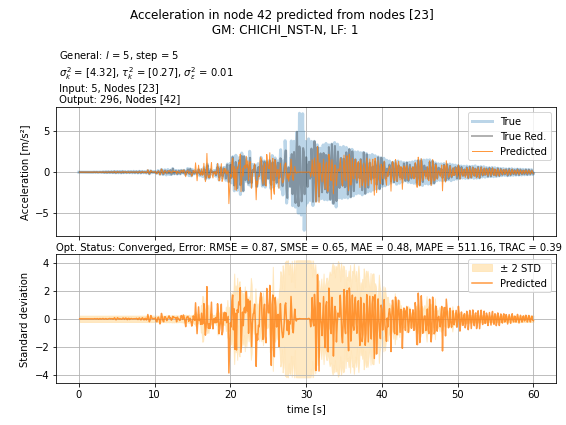 Acceleration in node 42 predicted from nodes [23]
GM: CHICHI_NST-N, LF: 1
General: l = 5, step = 5
σ²ₖ = [4.32], τ²ₖ = [0.27], σ²ε = 0.01
Input: 5, Nodes [23]
Output: 296, Nodes [42]
Acceleration [m/s²]
5
0
−5
True
True Red.
Predicted
Opt. Status: Converged, Error: RMSE = 0.87, SMSE = 0.65, MAE = 0.48, MAPE = 511.16, TRAC = 0.39
Standard deviation
4
2
0
−2
−4
± 2 STD
Predicted
0 10 20 30 40 50 60
time [s]